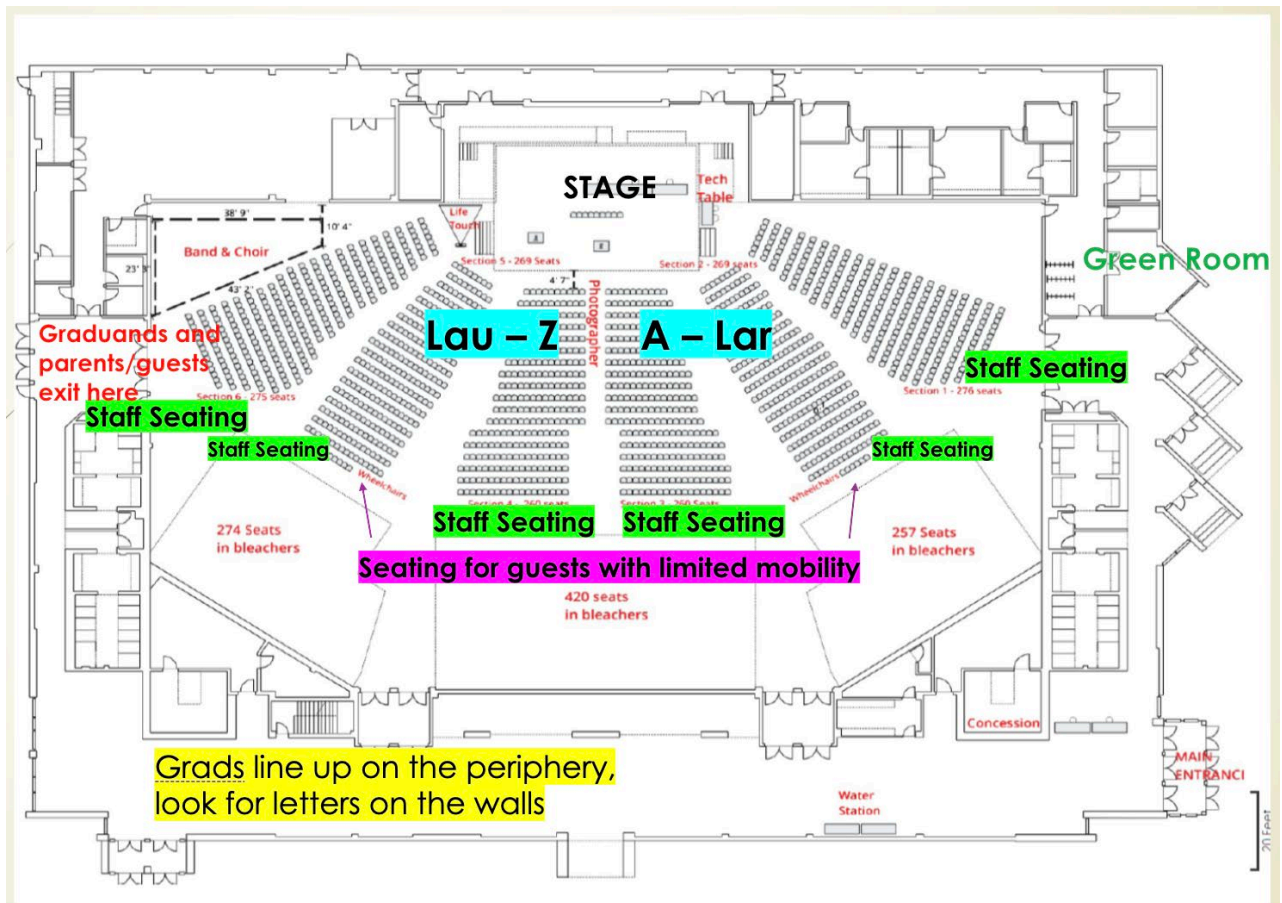 STAGE
Tech
Table
38' 9"
10' 4"
Life
Touch
Band & Choir
23'
43' 2"
Section 5 - 269 Seats
Section 2 - 269 seats
4' 7"
Photographer
Green Room
Lau – Z
A – Lar
Graduands and
parents/guests
exit here
Section 6 - 275 seats
Section 1 - 276 seats
Staff Seating
Staff Seating
Staff Seating
Staff Seating
Wheelchairs
Wheelchairs
Section 4 - 260 seats
Section 3 - 260 Seats
Staff Seating
Staff Seating
274 Seats
in bleachers
257 Seats
in bleachers
Seating for guests with limited mobility
420 seats
in bleachers
Concession
Grads line up on the periphery,
look for letters on the walls
MAIN
ENTRANCI
Water
Station
20 Feet